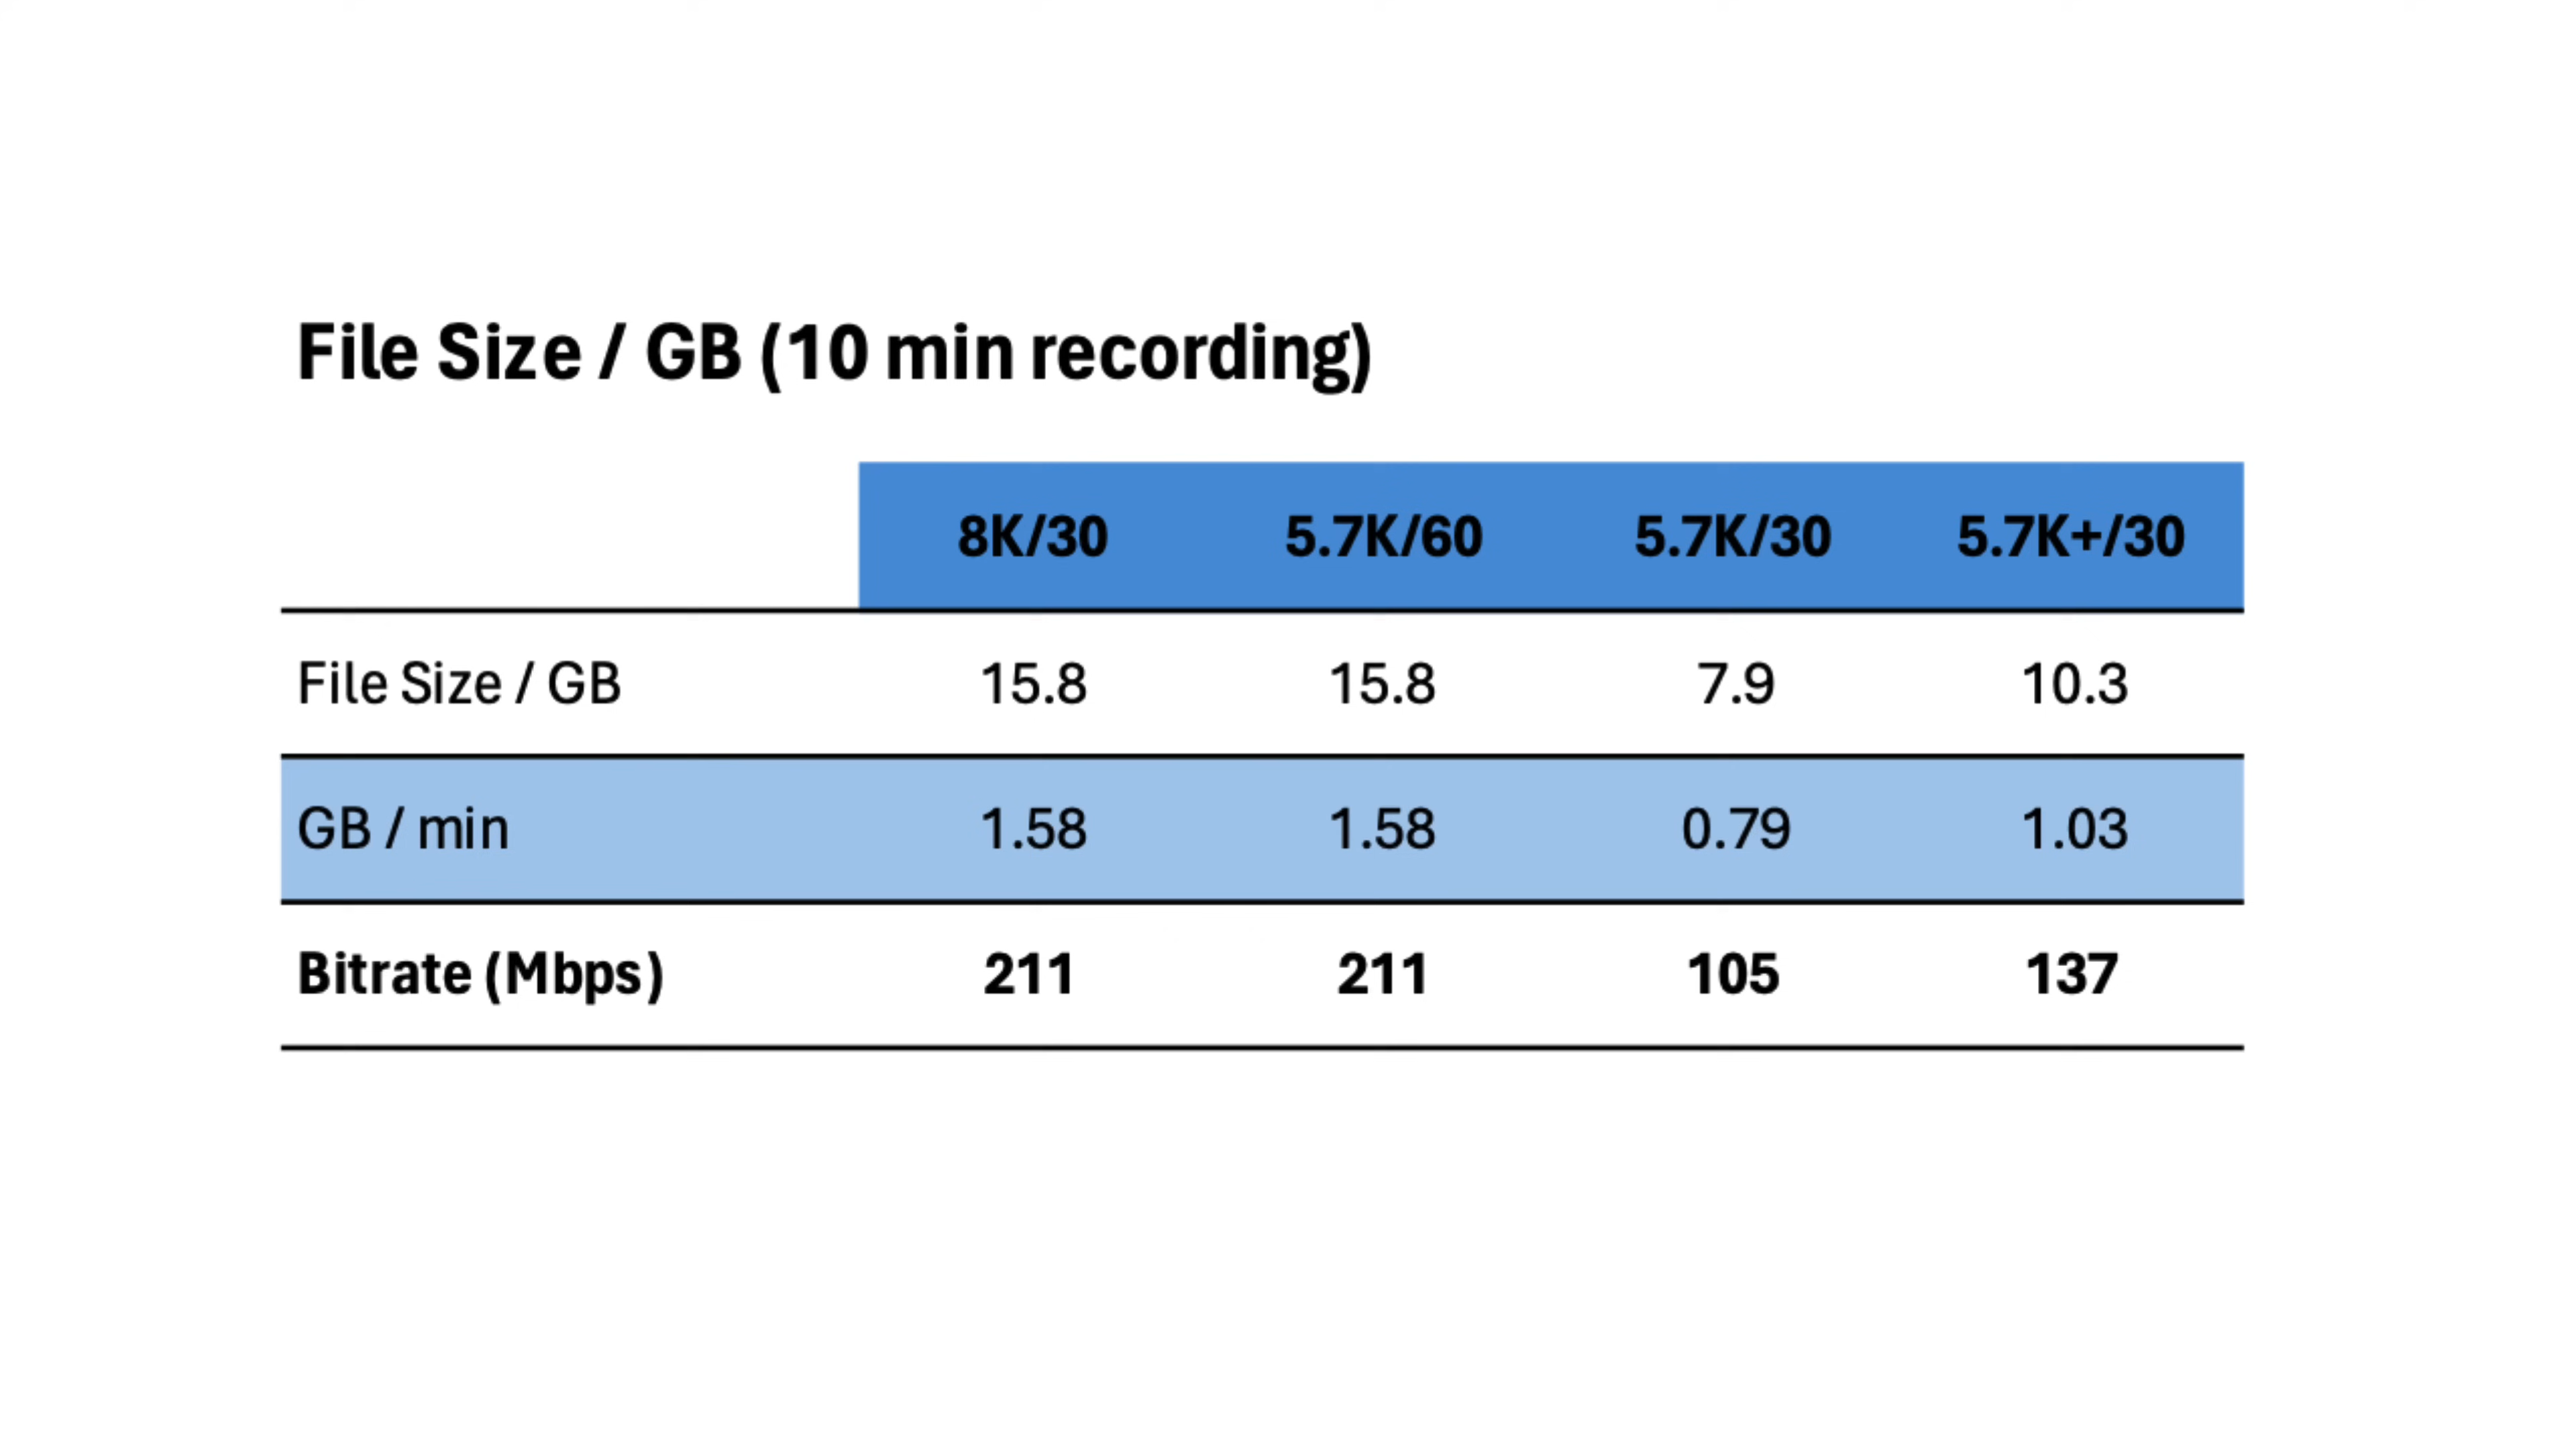 File Size / GB (10 min recording)
8K/30 5.7K/60 5.7K/30 5.7K+/30
File Size / GB 15.8 15.8 7.9 10.3
GB / min 1.58 1.58 0.79 1.03
Bitrate (Mbps) 211 211 105 137